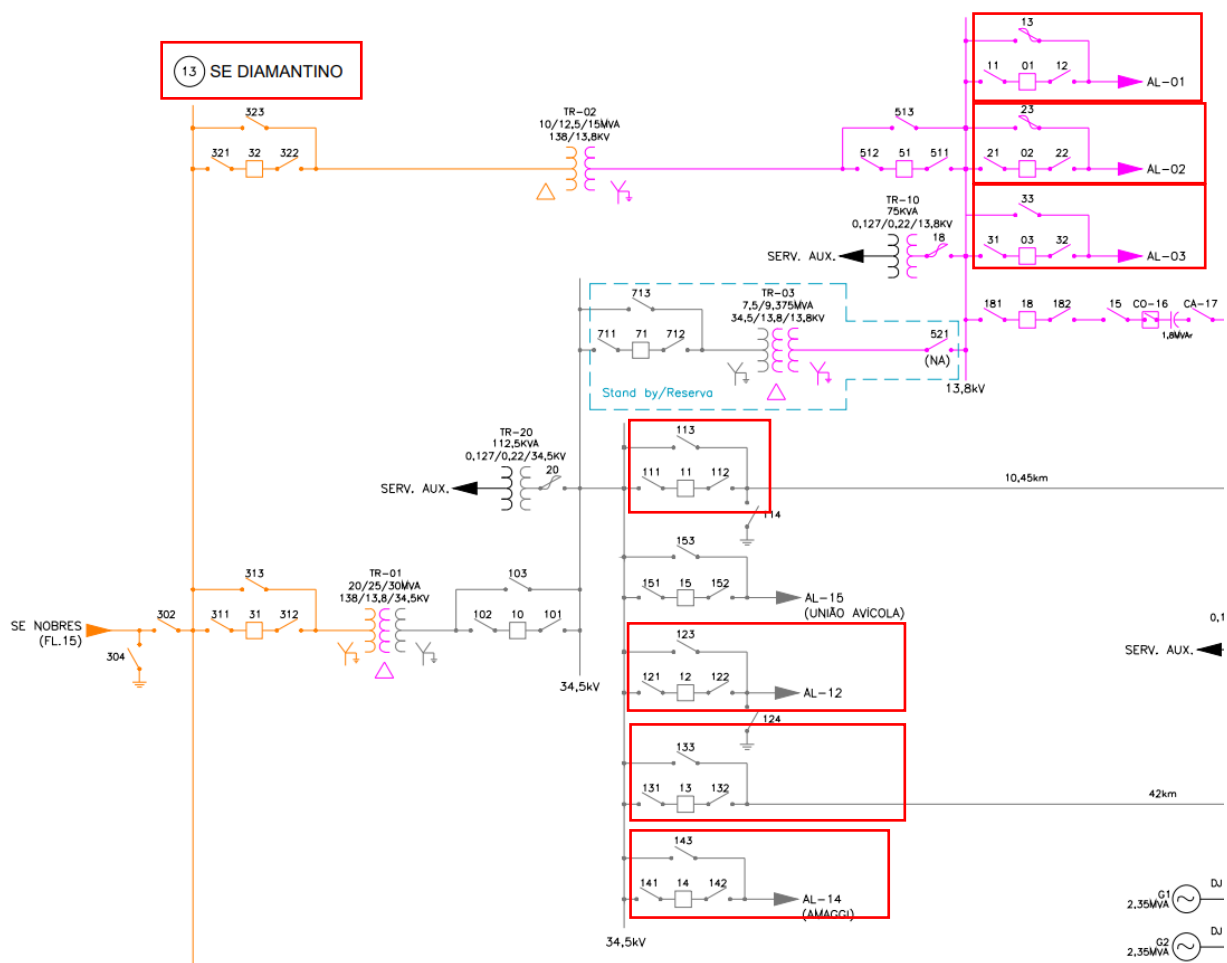 13 SE DIAMANTINO
323
321 32 322
TR-02
10/12,5/15MVA
138/13,8KV
513
512 51 511
13
11 01 12
AL-01
23
21 02 22
AL-02
33
31 03 32
AL-03
TR-10
75KVA
0,127/0,22/13,8KV
18
SERV. AUX.
181 18 182 15 CO-16 CA-17
1,8MVAr
713
711 71 712
TR-03
7,5/9,375MVA
34,5/13,8/13,8KV
521
(NA)
Stand by/Reserva
13,8kV
TR-20
112,5KVA
0,127/0,22/34,5KV
20
SERV. AUX.
113
111 11 112
10,45km
114
153
151 15 152
AL-15
(UNIÃO AVÍCOLA)
313
311 31 312
302
SE NOBRES
(FL.15)
304
TR-01
20/25/30MVA
138/13,8/34,5KV
103
102 10 101
34,5kV
123
121 12 122
AL-12
124
0,1
SERV. AUX.
133
131 13 132
42km
143
141 14 142
AL-14
(AMAGGI)
34,5kV
G1
2,35MVA
DJ
G2
2,35MVA
DJ